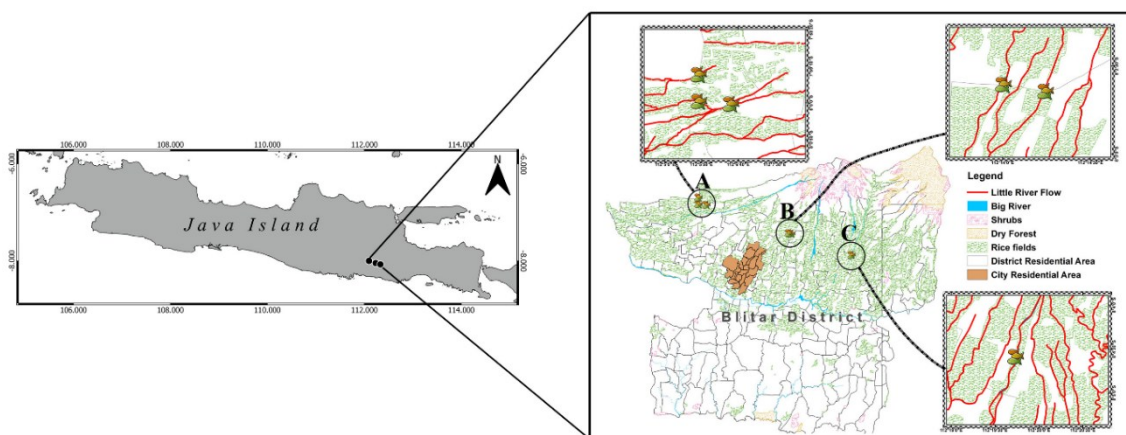 106.000 108.000 110.000 112.000 114.000
-6.000 -6.000
N
Java Island
-8.000 -8.000
106.000 108.000 110.000 112.000 114.000
A
B
C
Blitar District
Legend
Little River Flow
Big River
Shrubs
Dry Forest
Rice fields
District Residential Area
City Residential Area